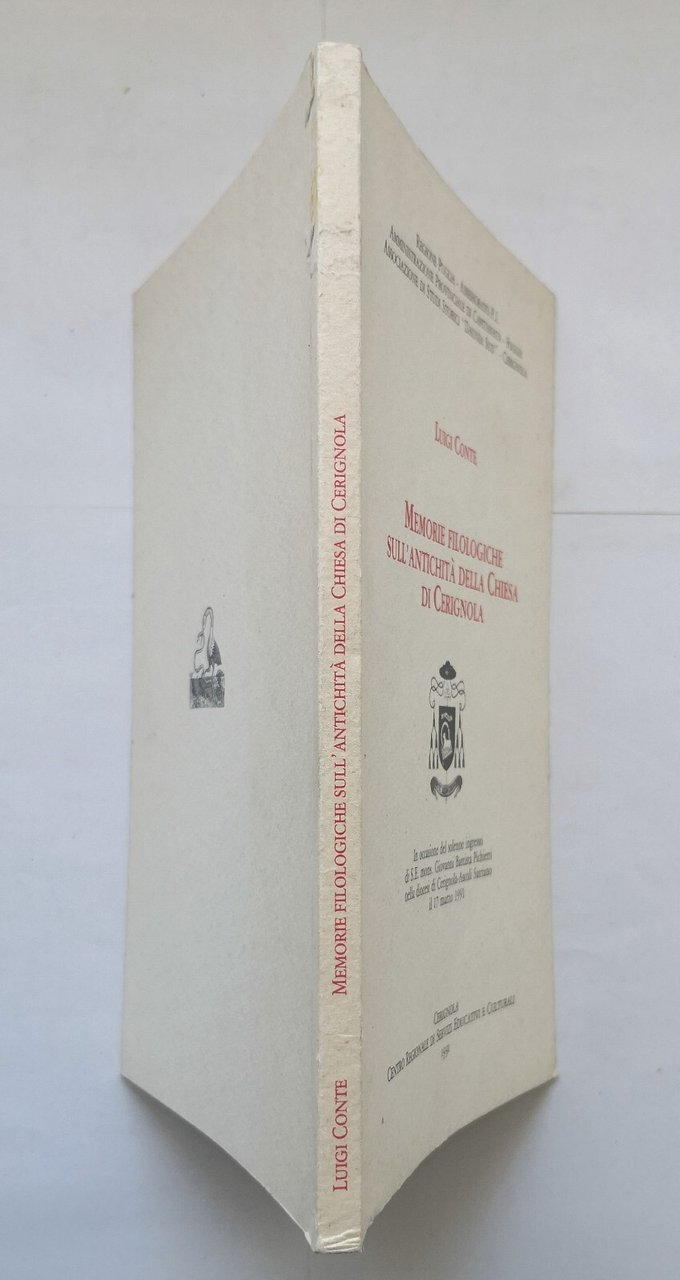 MEMORIE FILOLOGICHE SULL'ANTICHITÀ DELLA CHIESA DI CERIGNOLA
LUIGI CONTE
REGIONE PUGLIA - ASSESSORATO P.I.
AMMINISTRAZIONE PROVINCIALE DI CAPITANATA - FOGGIA
ASSOCIAZIONE DI STUDI STORICI "DAUNIA SUD" - CERIGNOLA
LUIGI CONTE
MEMORIE FILOLOGICHE
SULL'ANTICHITÀ DELLA CHIESA
DI CERIGNOLA
In occasione del solenne ingresso
di S.E. mons. Giovanni Battista Pichierri
nella diocesi di Cerignola-Ascoli Satriano
il 17 marzo 1991
CERIGNOLA
CENTRO REGIONALE DI SERVIZI EDUCATIVI E CULTURALI